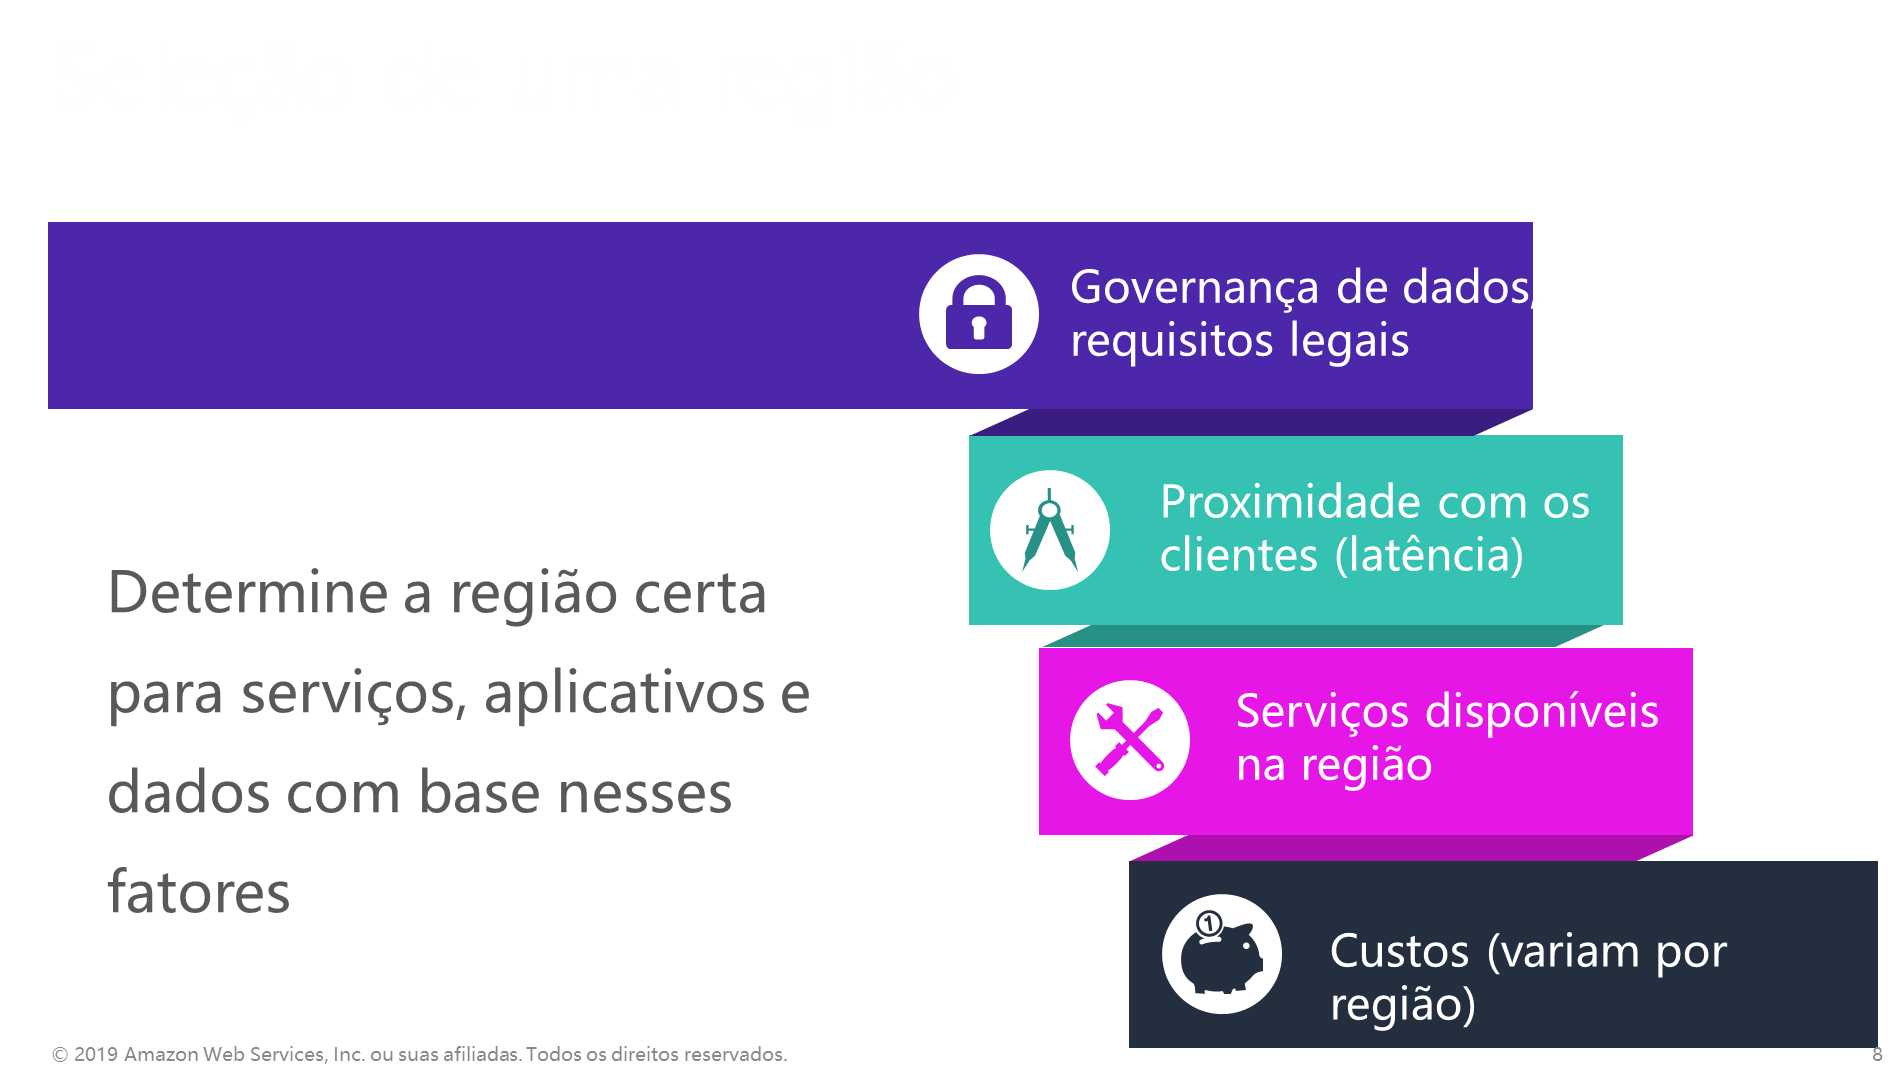 Governança de dados,
requisitos legais
Proximidade com os
clientes (latência)
Determine a região certa
para serviços, aplicativos e
dados com base nesses
fatores
Serviços disponíveis
na região
1
Custos (variam por
região)
© 2019 Amazon Web Services, Inc. ou suas afiliadas. Todos os direitos reservados.
8